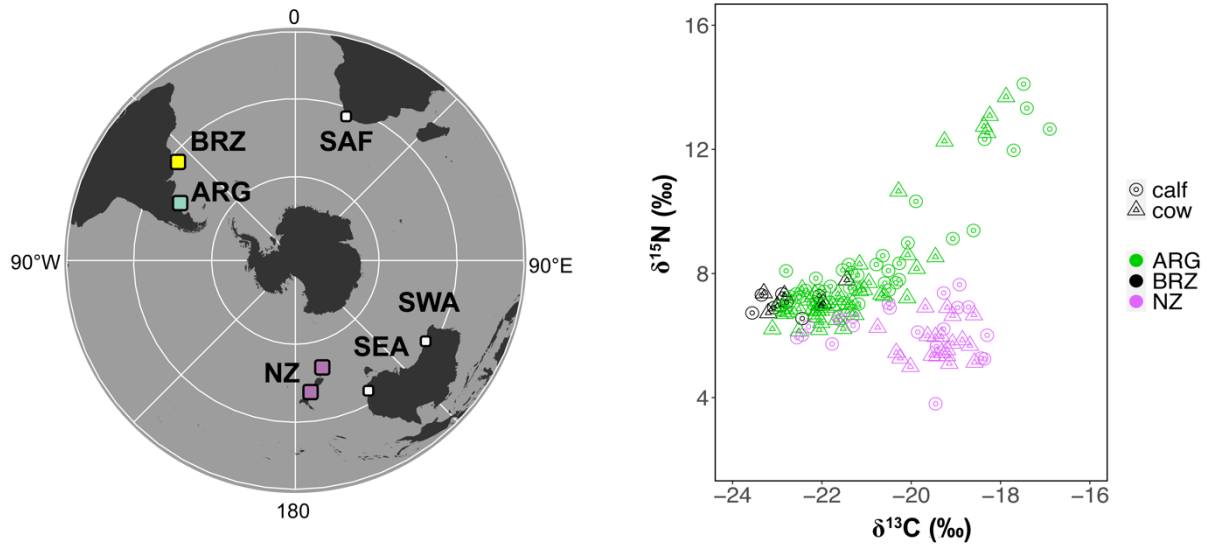 0
BRZ
SAF
ARG
90°W
90°E
SWA
SEA
NZ
180
16
12
8
4
δ¹⁵N (‰)
−24
−22
−20
−18
−16
δ¹³C (‰)
calf
cow
ARG
BRZ
NZ